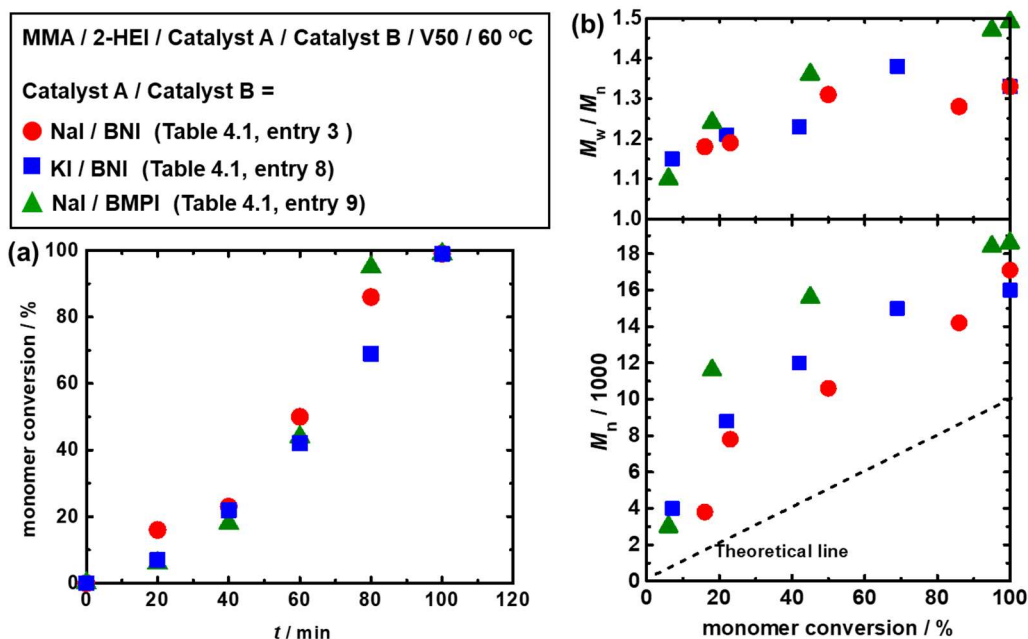 MMA / 2-HEI / Catalyst A / Catalyst B / V50 / 60 °C
Catalyst A / Catalyst B =
NaI / BNI (Table 4.1, entry 3 )
KI / BNI (Table 4.1, entry 8)
NaI / BMPI (Table 4.1, entry 9)
(a)
monomer conversion / %
100
80
60
40
20
0
0 20 40 60 80 100 120
t / min
(b)
Mw / Mn
1.5
1.4
1.3
1.2
1.1
1.0
Mn / 1000
18
16
14
12
10
8
6
4
2
0
Theoretical line
0 20 40 60 80 100
monomer conversion / %